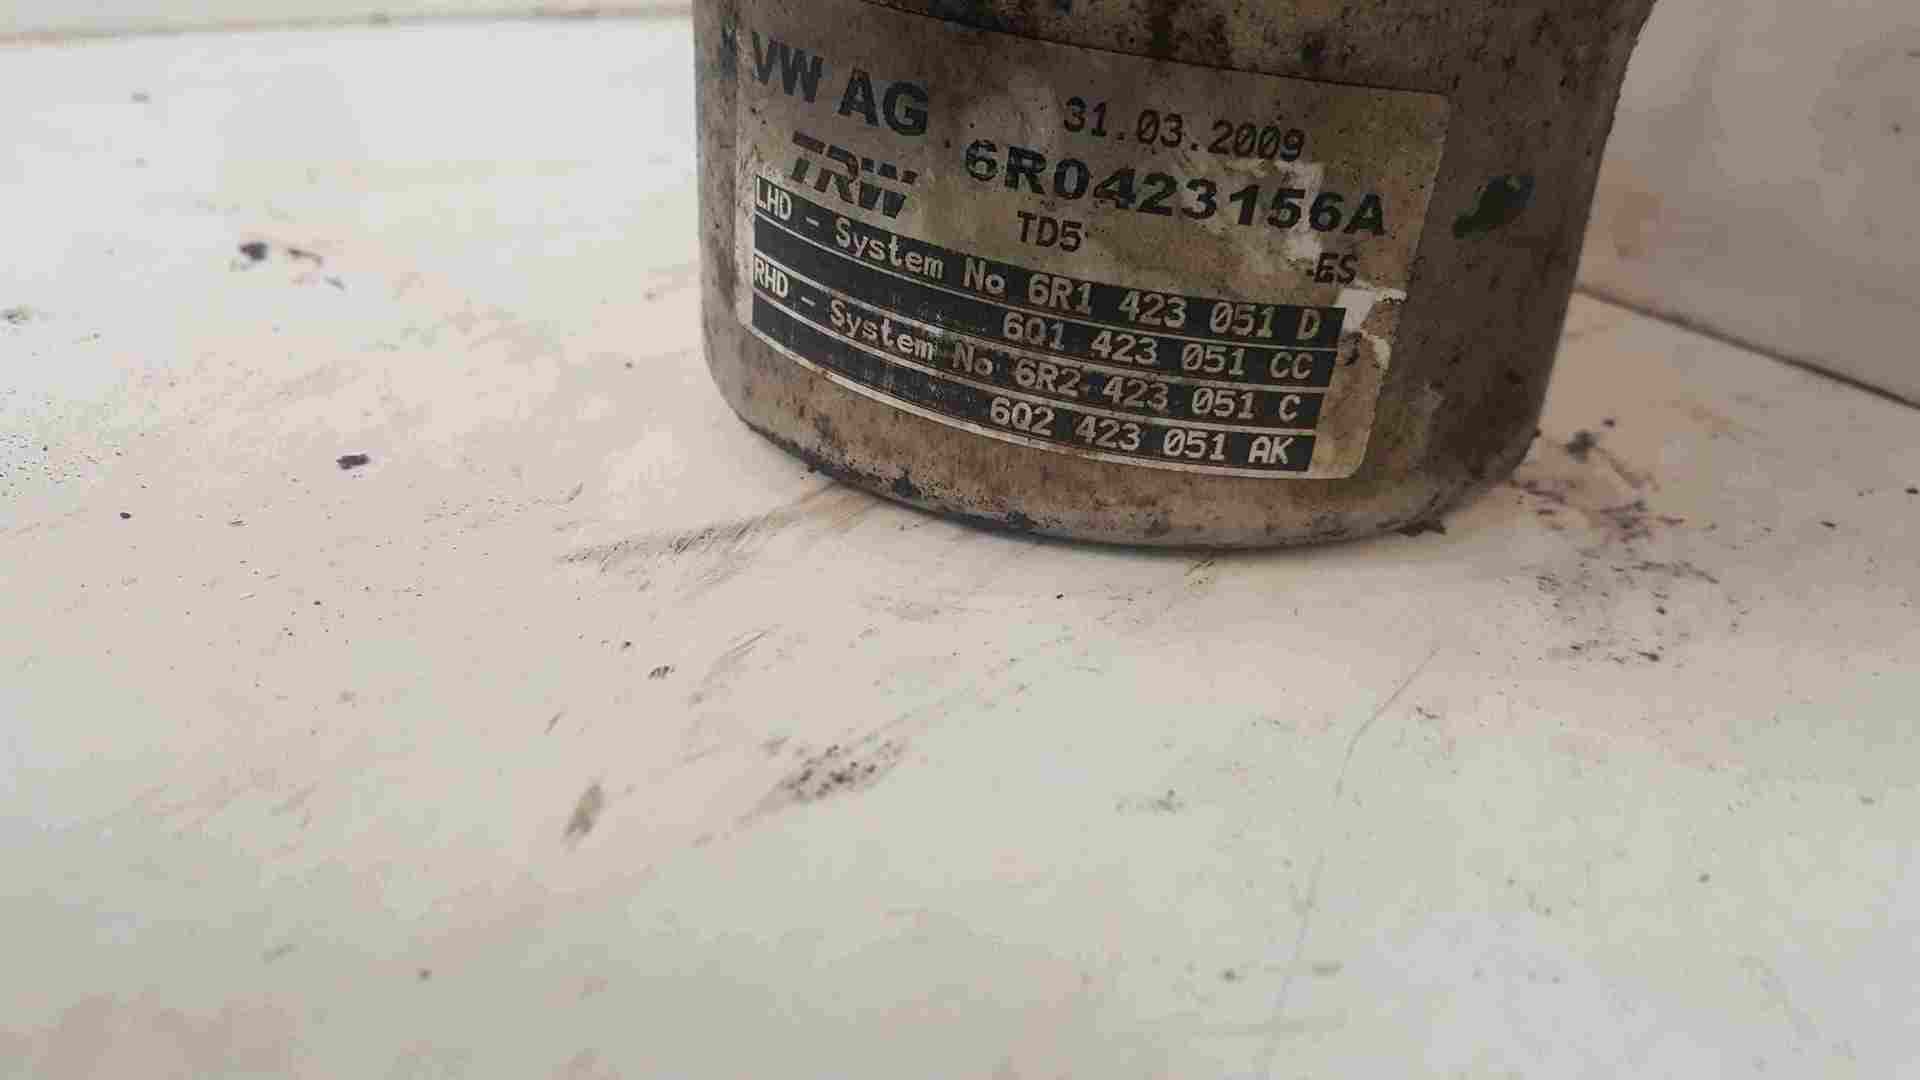 VW AG 31.03.2009
TRW 6R0423156A
TD5 ES
LHD - System No 6R1 423 051 D
6Q1 423 051 CC
RHD - System No 6R2 423 051 C
6Q2 423 051 AK